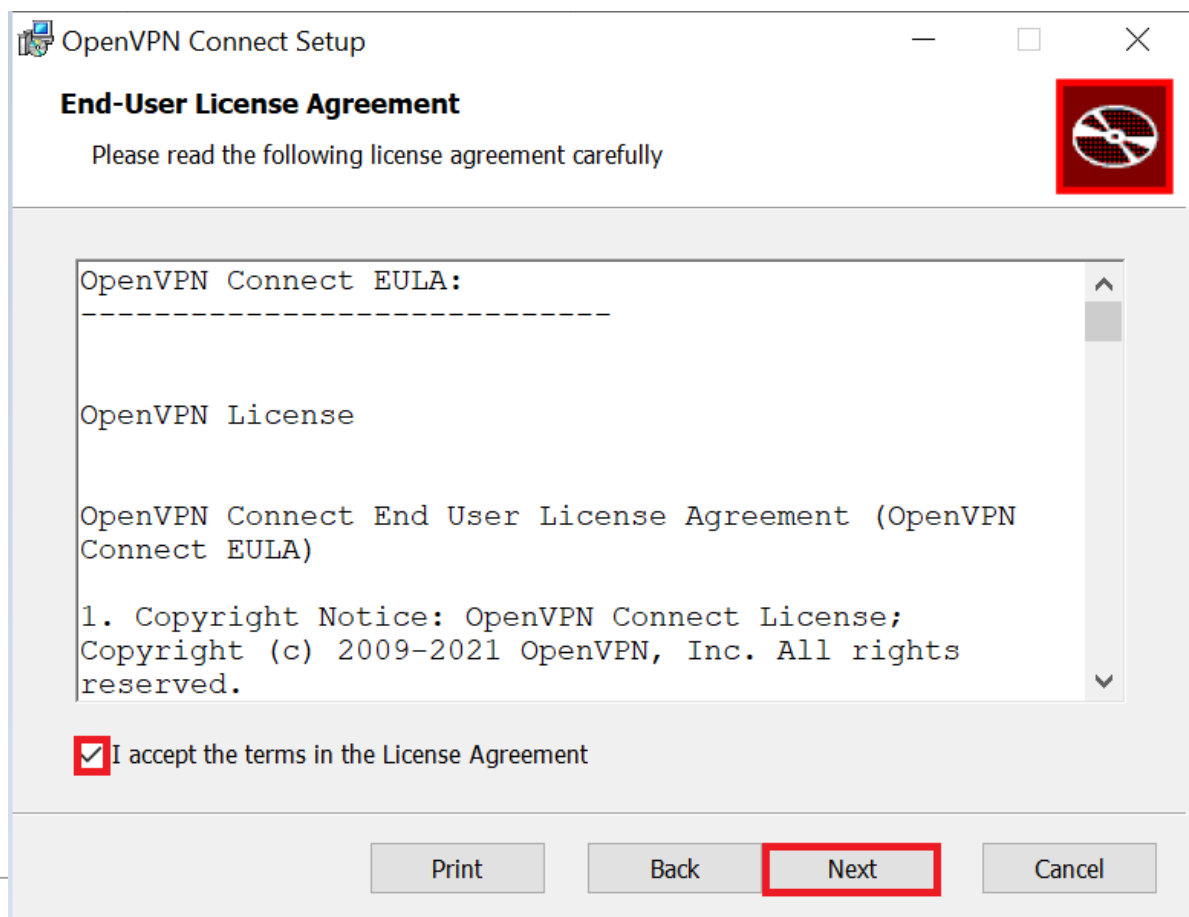 OpenVPN Connect Setup
End-User License Agreement
Please read the following license agreement carefully
OpenVPN Connect EULA:
-----------------------------
OpenVPN License
OpenVPN Connect End User License Agreement (OpenVPN
Connect EULA)
1. Copyright Notice: OpenVPN Connect License;
Copyright (c) 2009-2021 OpenVPN, Inc. All rights
reserved.
I accept the terms in the License Agreement
Print Back Next Cancel